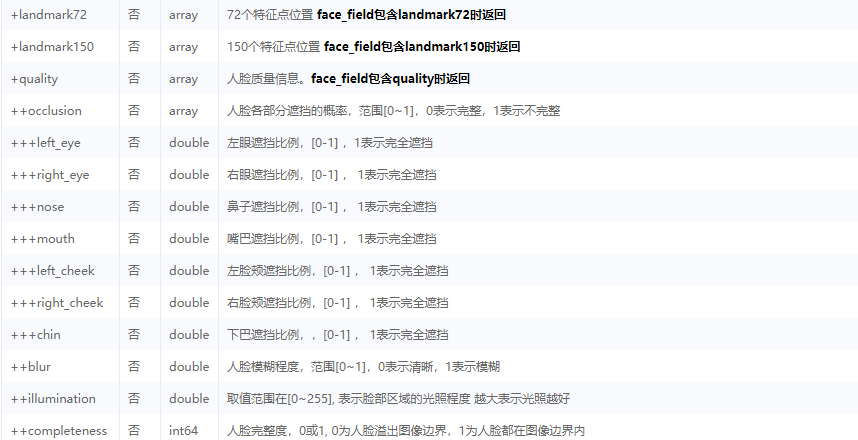 +landmark72 否 array 72个特征点位置 face_field包含landmark72时返回
+landmark150 否 array 150个特征点位置 face_field包含landmark150时返回
+quality 否 array 人脸质量信息。face_field包含quality时返回
++occlusion 否 array 人脸各部分遮挡的概率，范围[0~1]，0表示完整，1表示不完整
+++left_eye 否 double 左眼遮挡比例，[0-1] ，1表示完全遮挡
+++right_eye 否 double 右眼遮挡比例，[0-1] ， 1表示完全遮挡
+++nose 否 double 鼻子遮挡比例，[0-1] ， 1表示完全遮挡
+++mouth 否 double 嘴巴遮挡比例，[0-1] ， 1表示完全遮挡
+++left_cheek 否 double 左脸颊遮挡比例，[0-1] ， 1表示完全遮挡
+++right_cheek 否 double 右脸颊遮挡比例，[0-1] ， 1表示完全遮挡
+++chin 否 double 下巴遮挡比例，，[0-1] ， 1表示完全遮挡
++blur 否 double 人脸模糊程度，范围[0~1]，0表示清晰，1表示模糊
++illumination 否 double 取值范围在[0~255], 表示脸部区域的光照程度 越大表示光照越好
++completeness 否 int64 人脸完整度，0或1, 0为人脸溢出图像边界，1为人脸都在图像边界内